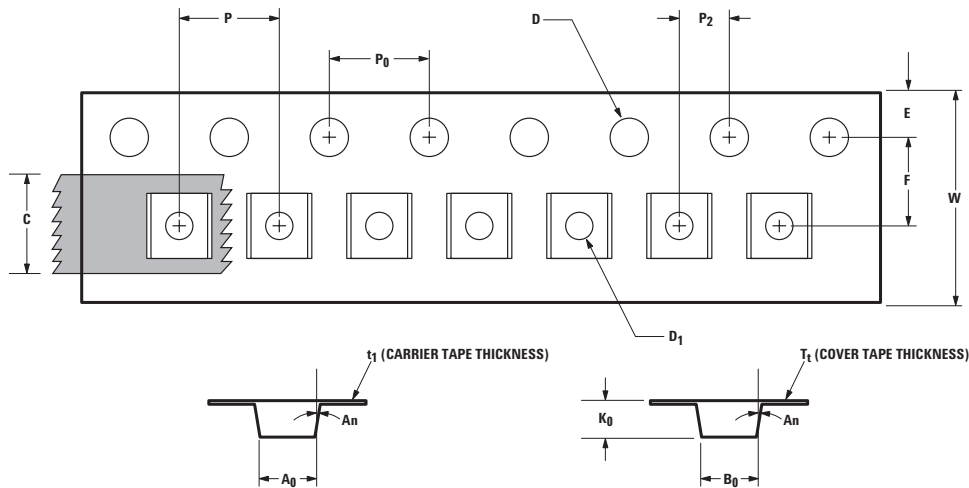 P
D
P₂
P₀
E
F
W
C
D₁
t₁ (CARRIER TAPE THICKNESS)
Tₜ (COVER TAPE THICKNESS)
An
K₀
An
A₀
B₀